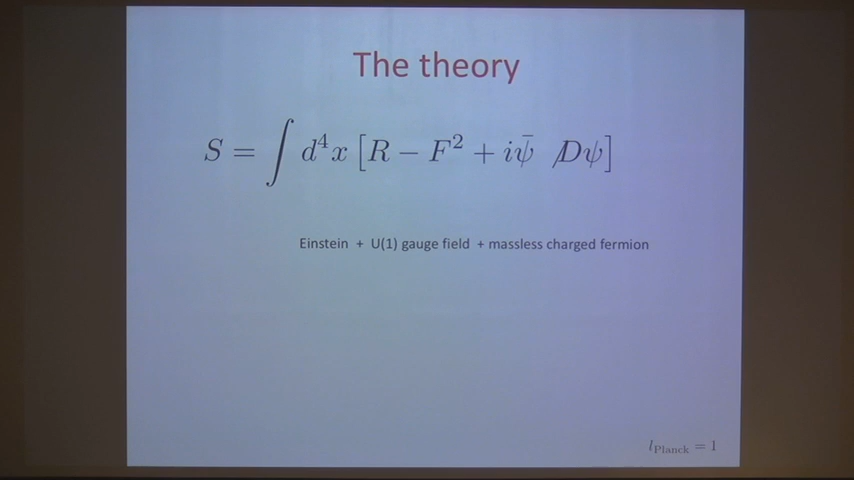 The theory
S = ∫ d⁴x [R − F² + iψ̄ D̸ψ]
Einstein + U(1) gauge field + massless charged fermion
l_Planck = 1